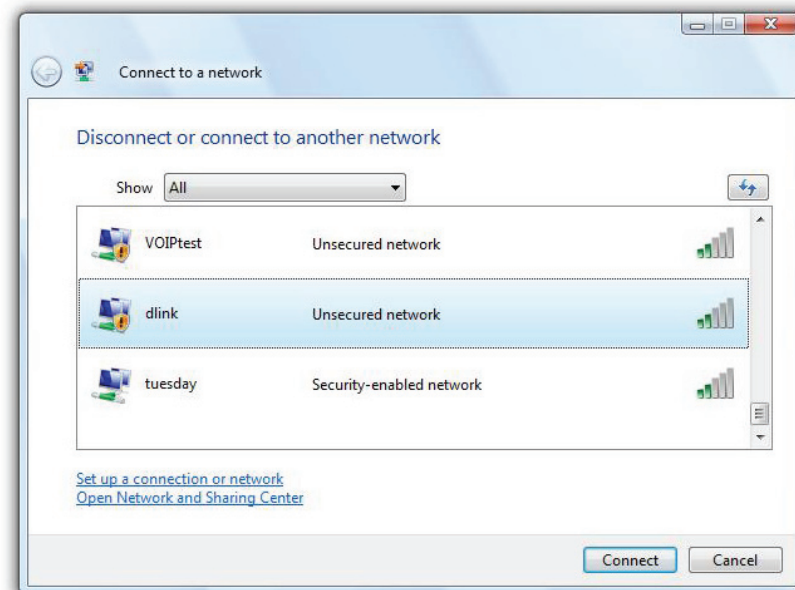 Connect to a network
Disconnect or connect to another network
Show All
VOIPtest Unsecured network
dlink Unsecured network
tuesday Security-enabled network
Set up a connection or network
Open Network and Sharing Center
Connect Cancel